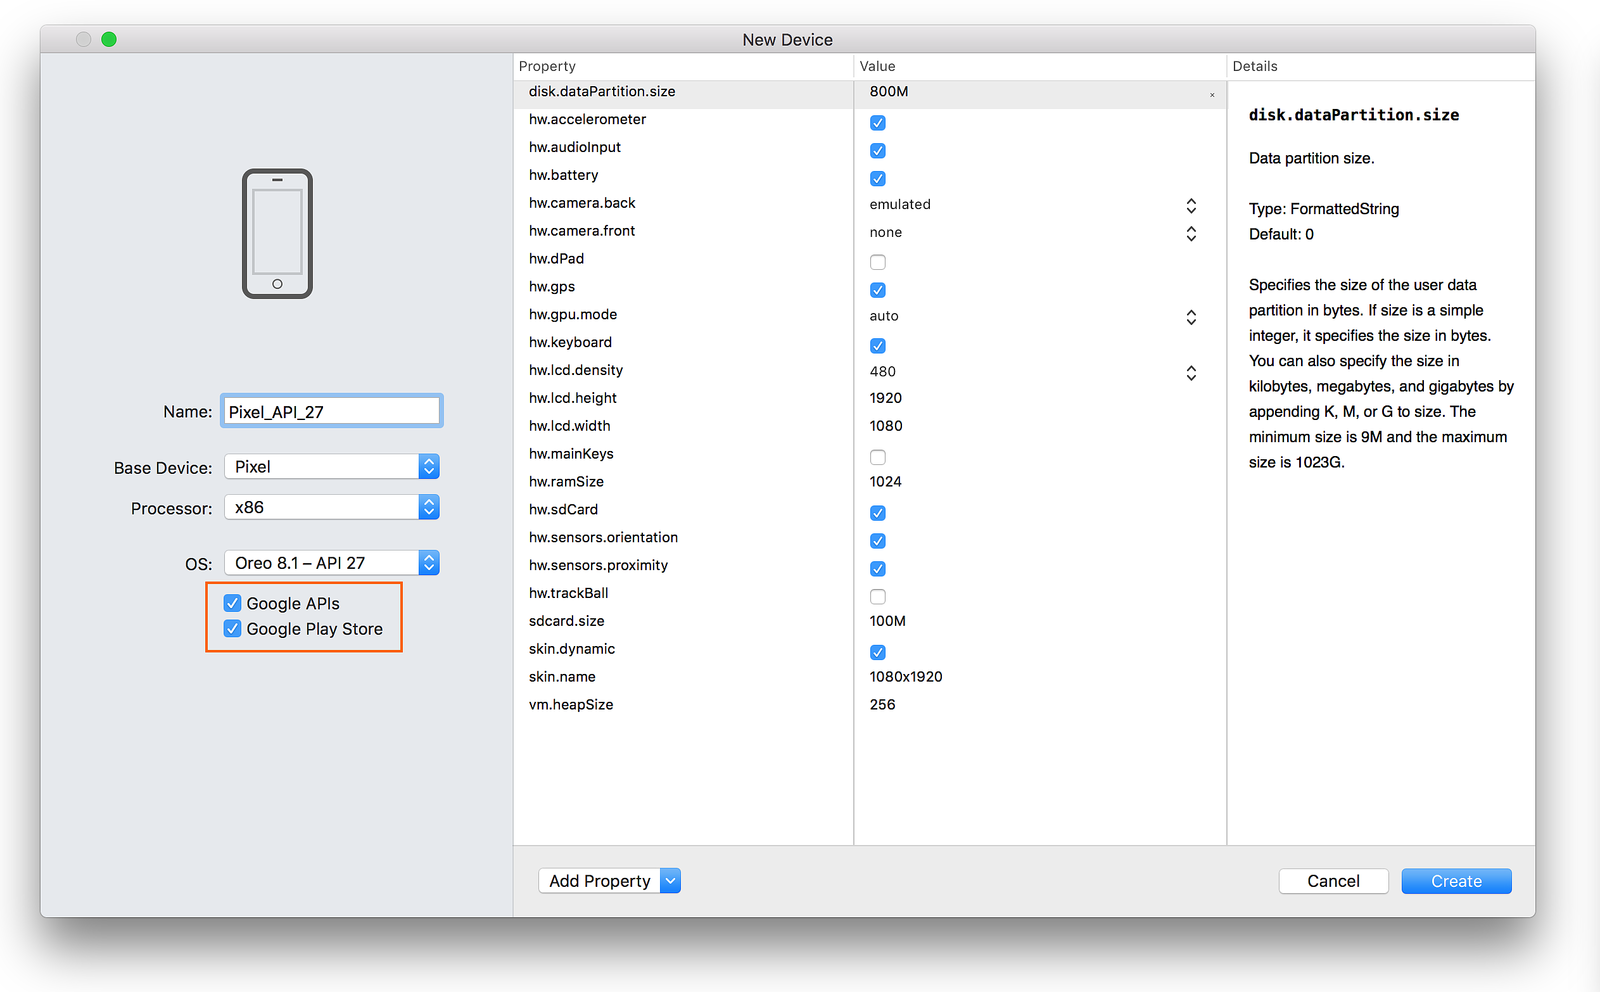 New Device
Name: Pixel_API_27
Base Device: Pixel
Processor: x86
OS: Oreo 8.1 – API 27
Google APIs
Google Play Store
Property Value Details
disk.dataPartition.size 800M
hw.accelerometer
hw.audioInput
hw.battery
hw.camera.back emulated
hw.camera.front none
hw.dPad
hw.gps
hw.gpu.mode auto
hw.keyboard
hw.lcd.density 480
hw.lcd.height 1920
hw.lcd.width 1080
hw.mainKeys
hw.ramSize 1024
hw.sdCard
hw.sensors.orientation
hw.sensors.proximity
hw.trackBall
sdcard.size 100M
skin.dynamic
skin.name 1080x1920
vm.heapSize 256
disk.dataPartition.size
Data partition size.
Type: FormattedString
Default: 0
Specifies the size of the user data
partition in bytes. If size is a simple
integer, it specifies the size in bytes.
You can also specify the size in
kilobytes, megabytes, and gigabytes by
appending K, M, or G to size. The
minimum size is 9M and the maximum
size is 1023G.
Add Property
Cancel
Create